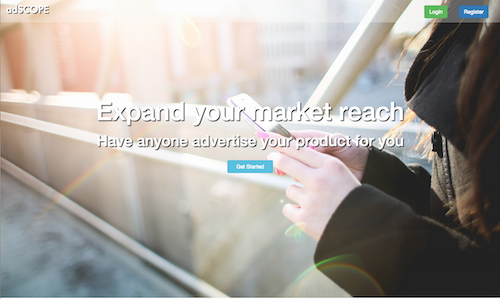 adSCOPE
Login
Register
Expand your market reach
Have anyone advertise your product for you
Get Started